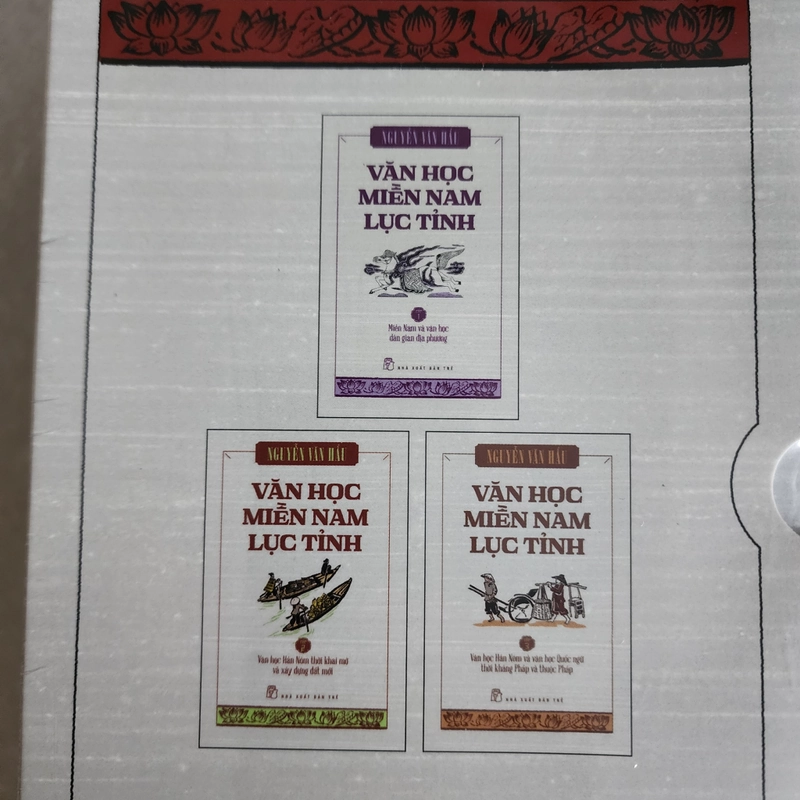 NGUYỄN VĂN HẦU
VĂN HỌC
MIỀN NAM
LỤC TỈNH
1
Miền Nam và văn học
dân gian địa phương
NHÀ XUẤT BẢN TRẺ
NGUYỄN VĂN HẦU
VĂN HỌC
MIỀN NAM
LỤC TỈNH
2
Văn học Hán Nôm thời khai mở
và xây dựng đất mới
NHÀ XUẤT BẢN TRẺ
NGUYỄN VĂN HẦU
VĂN HỌC
MIỀN NAM
LỤC TỈNH
3
Văn học Hán Nôm và văn học Quốc ngữ
thời kháng Pháp và thuộc Pháp
NHÀ XUẤT BẢN TRẺ